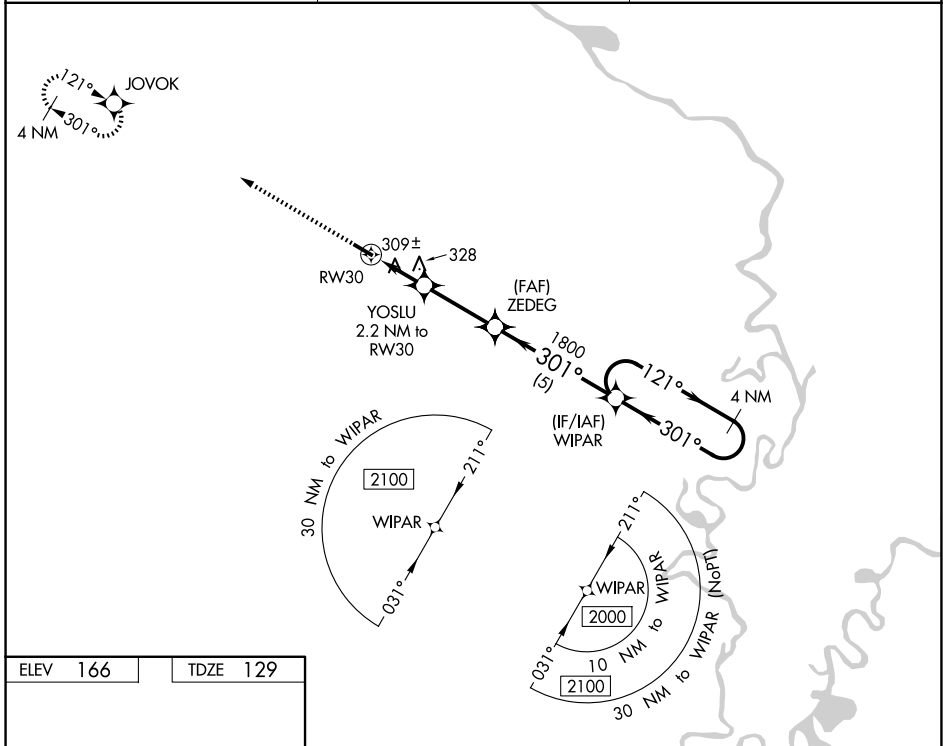 JOVOK
121°
301°
4 NM
309±
328
RW30
YOSLU
2.2 NM to
RW30
(FAF)
ZEDEG
1800
301°
(5)
(IF/IAF)
WIPAR
121°
4 NM
301°
30 NM to WIPAR
2100
211°
WIPAR
031°
211°
WIPAR
2000
031°
10 NM to WIPAR
2100
30 NM to WIPAR (NoPT)
ELEV 166
TDZE 129